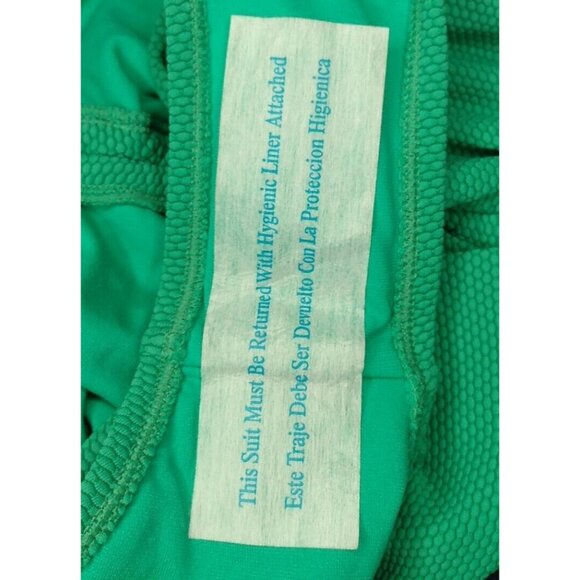 This Suit Must Be Returned With Hygienic Liner Attached
Este Traje Debe Ser Devuelto Con La Proteccion Higienica